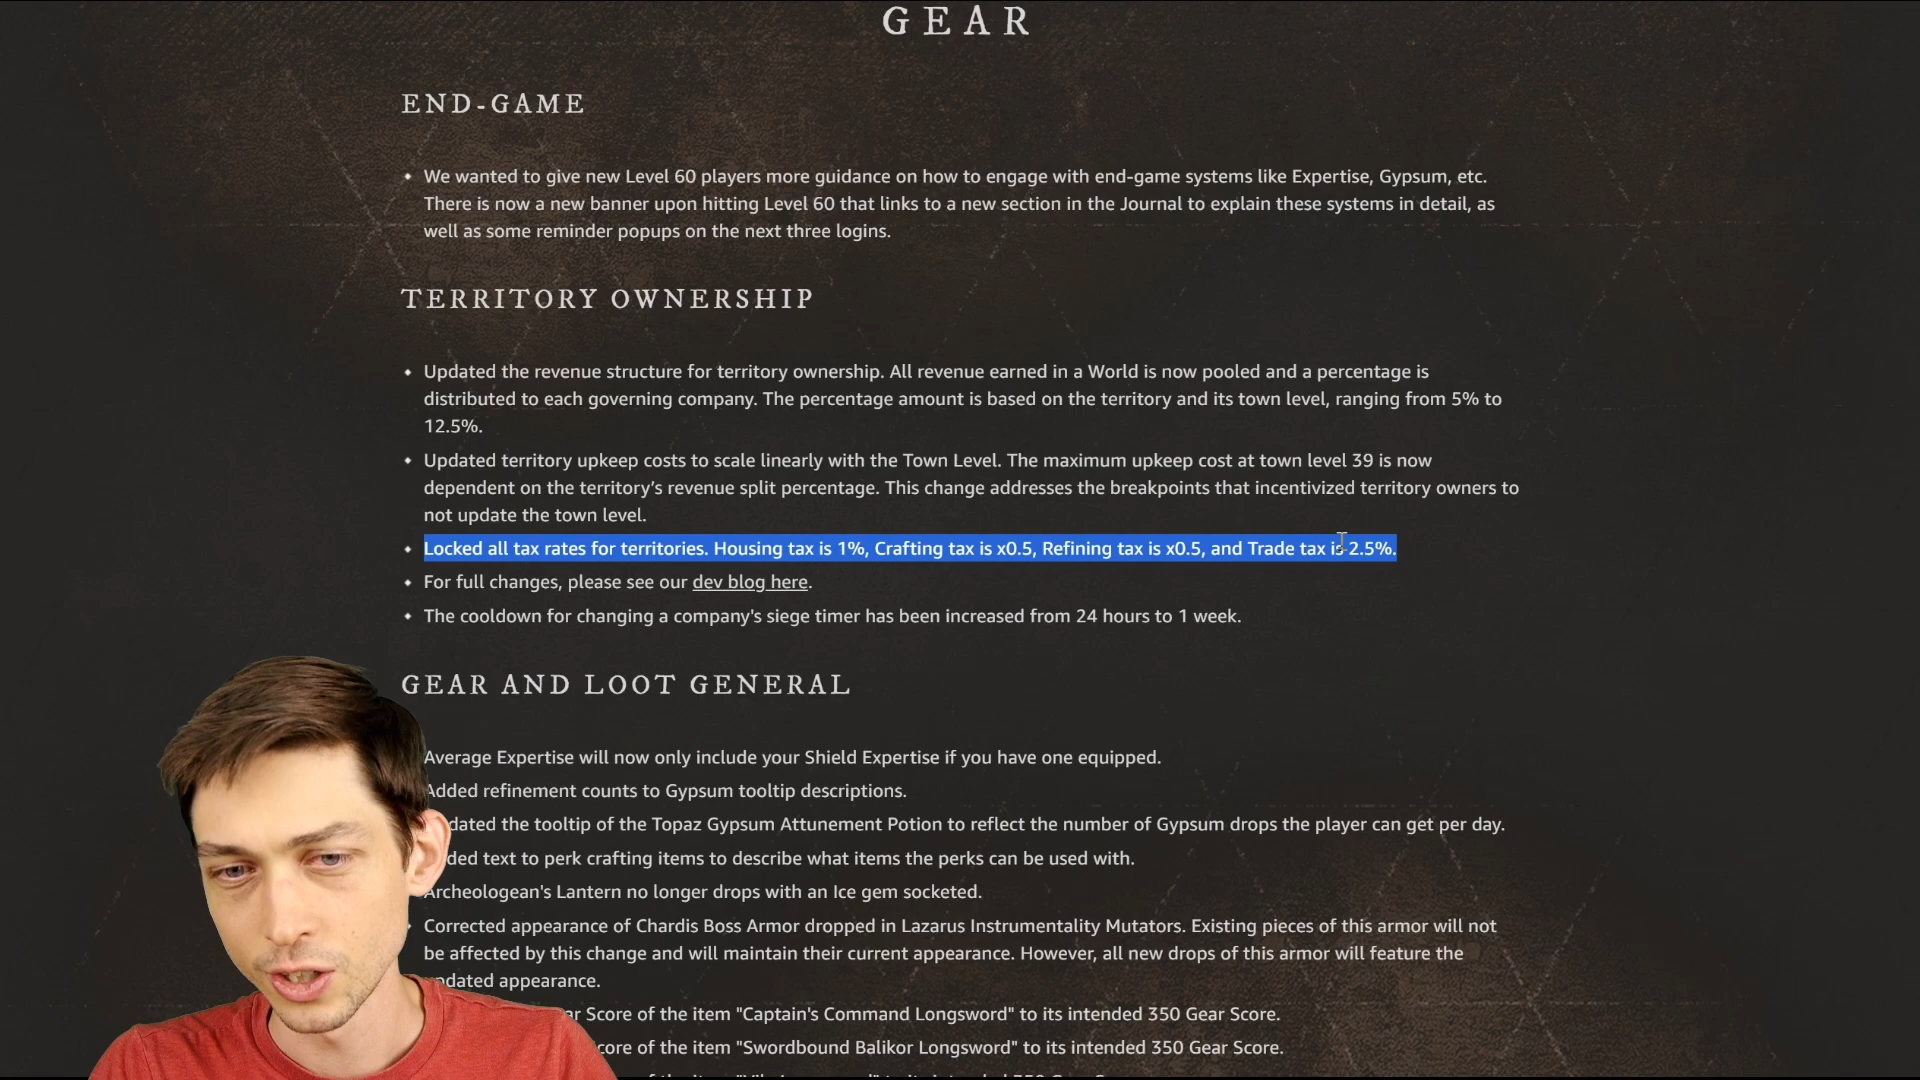 GEAR
END-GAME
We wanted to give new Level 60 players more guidance on how to engage with end-game systems like Expertise, Gypsum, etc.
There is now a new banner upon hitting Level 60 that links to a new section in the Journal to explain these systems in detail, as
well as some reminder popups on the next three logins.
TERRITORY OWNERSHIP
Updated the revenue structure for territory ownership. All revenue earned in a World is now pooled and a percentage is
distributed to each governing company. The percentage amount is based on the territory and its town level, ranging from 5% to
12.5%.
Updated territory upkeep costs to scale linearly with the Town Level. The maximum upkeep cost at town level 39 is now
dependent on the territory’s revenue split percentage. This change addresses the breakpoints that incentivized territory owners to
not update the town level.
Locked all tax rates for territories. Housing tax is 1%, Crafting tax is x0.5, Refining tax is x0.5, and Trade tax is 2.5%.
For full changes, please see our dev blog here.
The cooldown for changing a company's siege timer has been increased from 24 hours to 1 week.
GEAR AND LOOT GENERAL
Average Expertise will now only include your Shield Expertise if you have one equipped.
Added refinement counts to Gypsum tooltip descriptions.
dated the tooltip of the Topaz Gypsum Attunement Potion to reflect the number of Gypsum drops the player can get per day.
ded text to perk crafting items to describe what items the perks can be used with.
Archeologean's Lantern no longer drops with an Ice gem socketed.
Corrected appearance of Chardis Boss Armor dropped in Lazarus Instrumentality Mutators. Existing pieces of this armor will not
be affected by this change and will maintain their current appearance. However, all new drops of this armor will feature the
updated appearance.
ar Score of the item "Captain's Command Longsword" to its intended 350 Gear Score.
core of the item "Swordbound Balikor Longsword" to its intended 350 Gear Score.